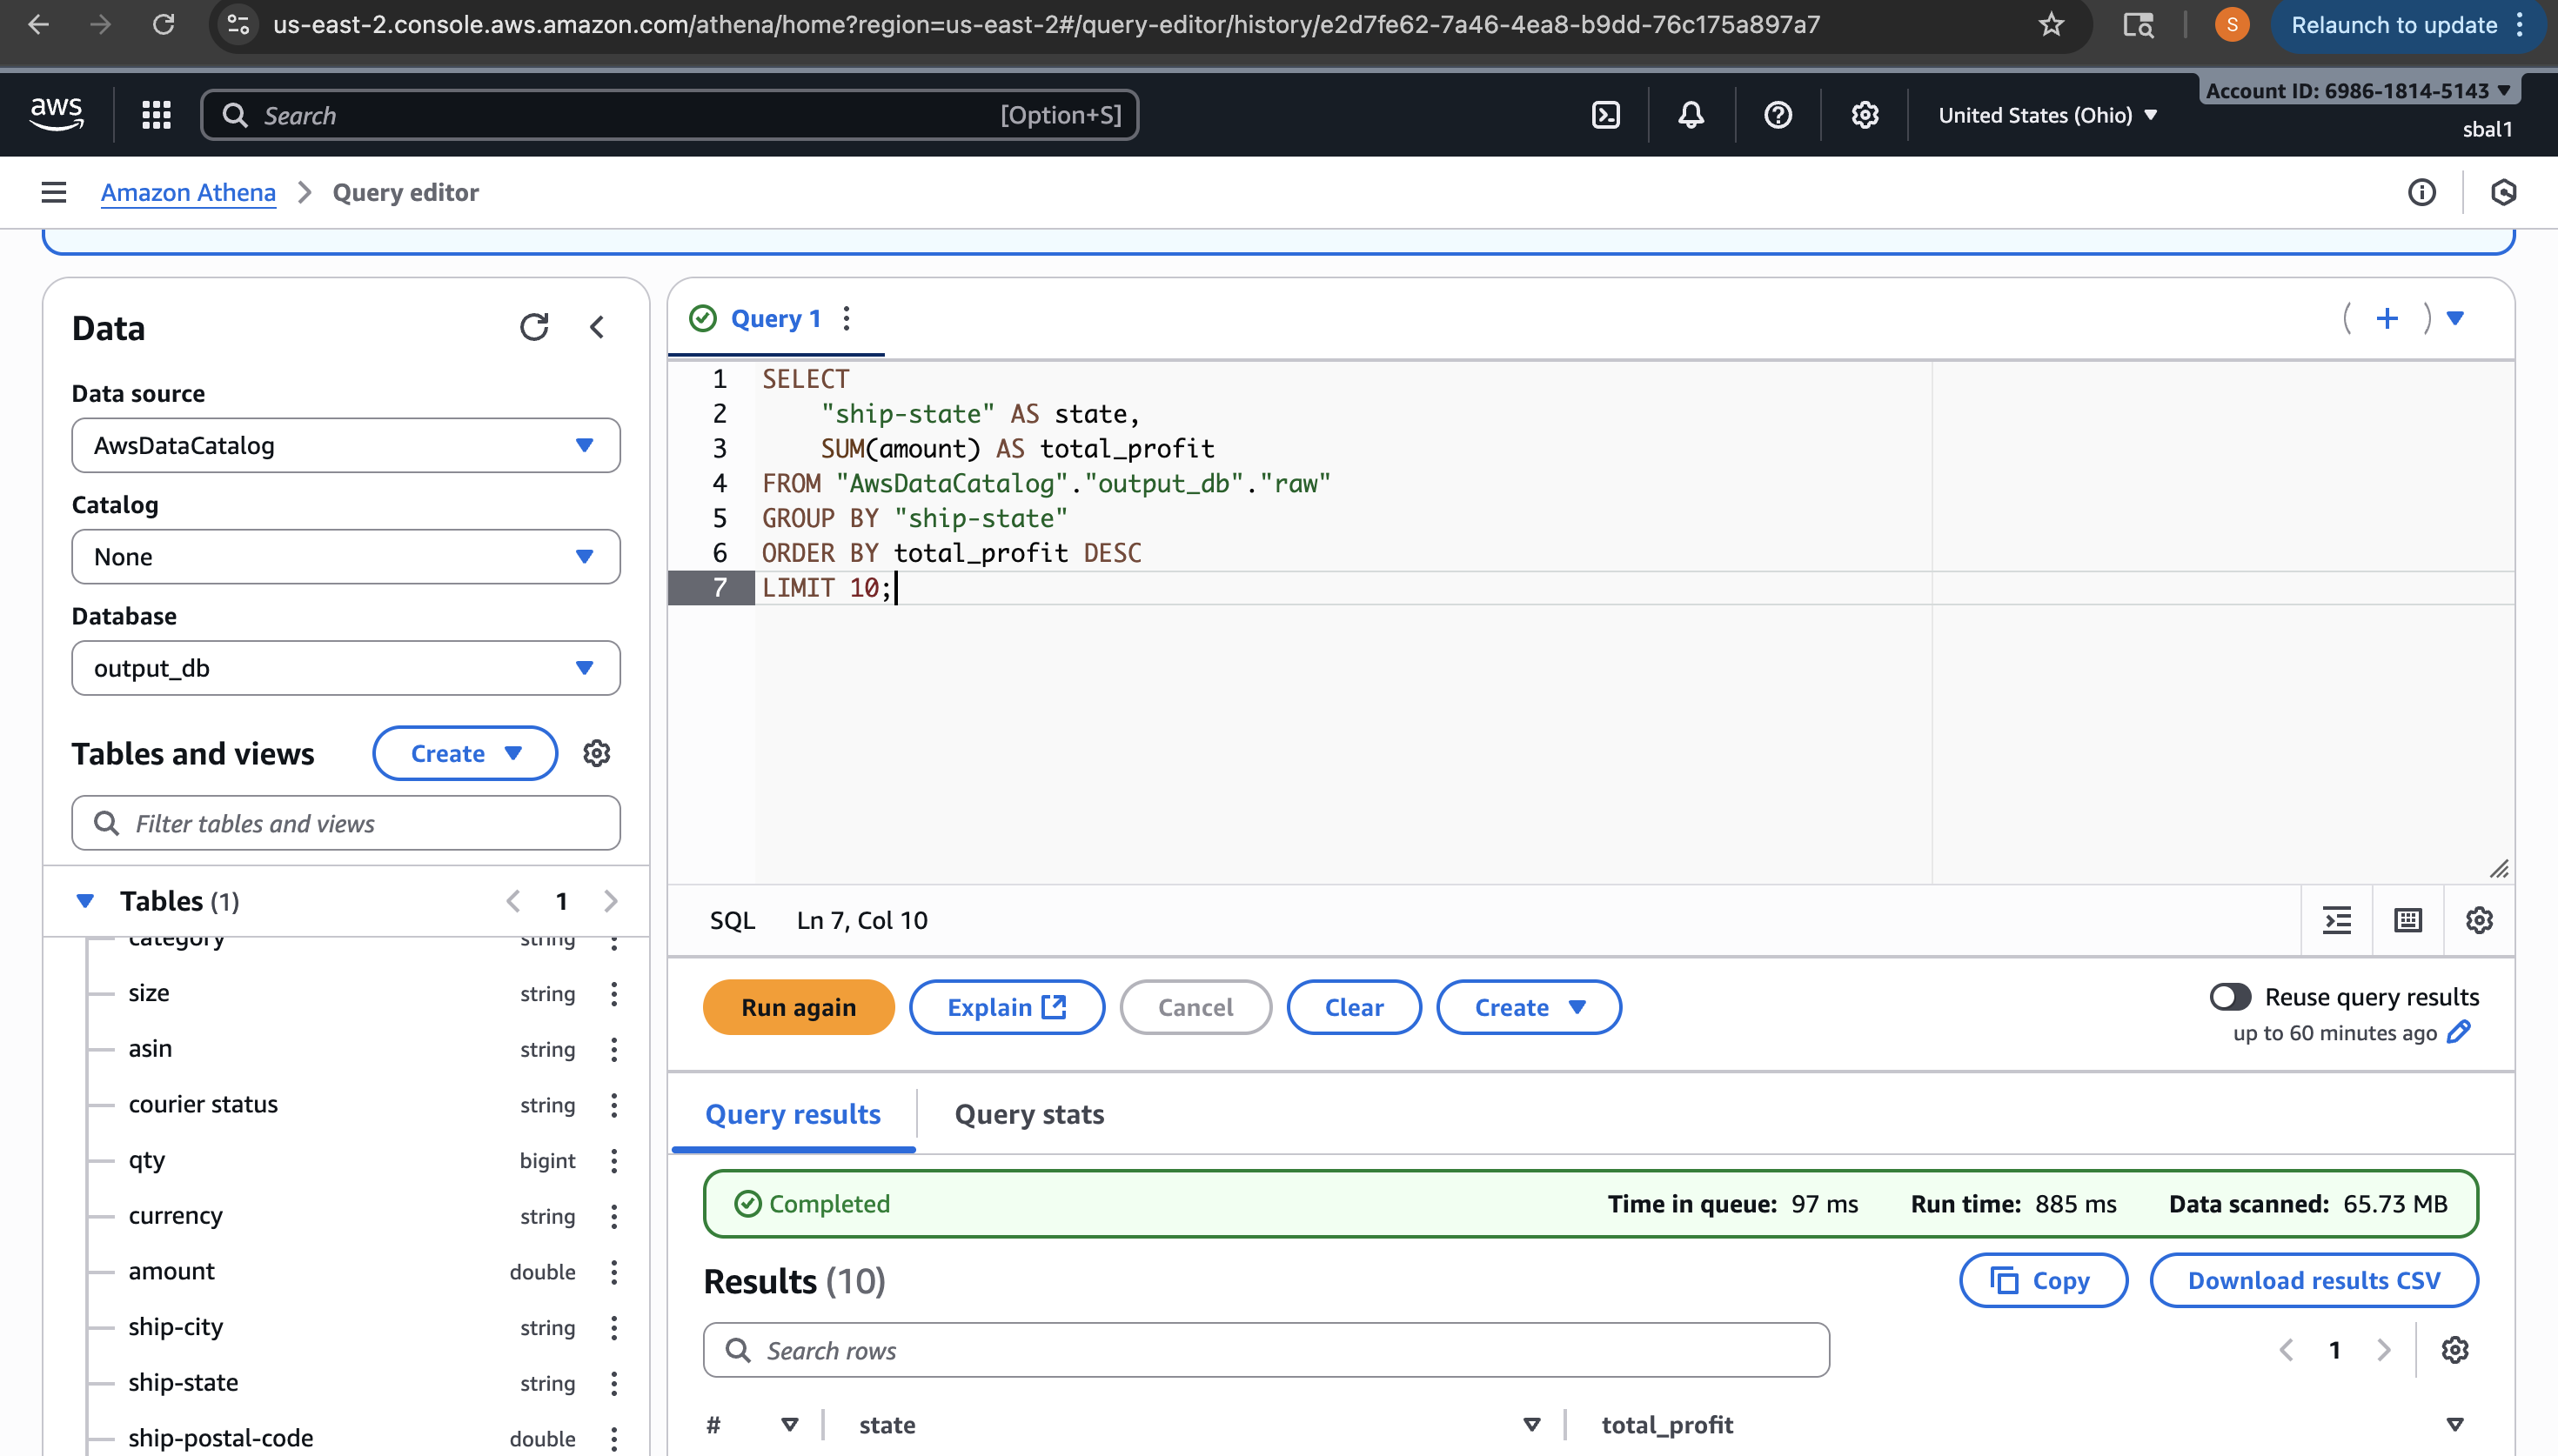 us-east-2.console.aws.amazon.com/athena/home?region=us-east-2#/query-editor/history/e2d7fe62-7a46-4ea8-b9dd-76c175a897a7
S
Relaunch to update
aws
Search
[Option+S]
United States (Ohio)
Account ID: 6986-1814-5143
sbal1
Amazon Athena
Query editor
Data
Data source
AwsDataCatalog
Catalog
None
Database
output_db
Tables and views
Create
Filter tables and views
Tables (1)
1
category string
size string
asin string
courier status string
qty bigint
currency string
amount double
ship-city string
ship-state string
ship-postal-code double
Query 1
1 SELECT
2 "ship-state" AS state,
3 SUM(amount) AS total_profit
4 FROM "AwsDataCatalog"."output_db"."raw"
5 GROUP BY "ship-state"
6 ORDER BY total_profit DESC
7 LIMIT 10;
SQL Ln 7, Col 10
Run again
Explain
Cancel
Clear
Create
Reuse query results
up to 60 minutes ago
Query results
Query stats
Completed
Time in queue: 97 ms
Run time: 885 ms
Data scanned: 65.73 MB
Results (10)
Copy
Download results CSV
Search rows
1
# state total_profit